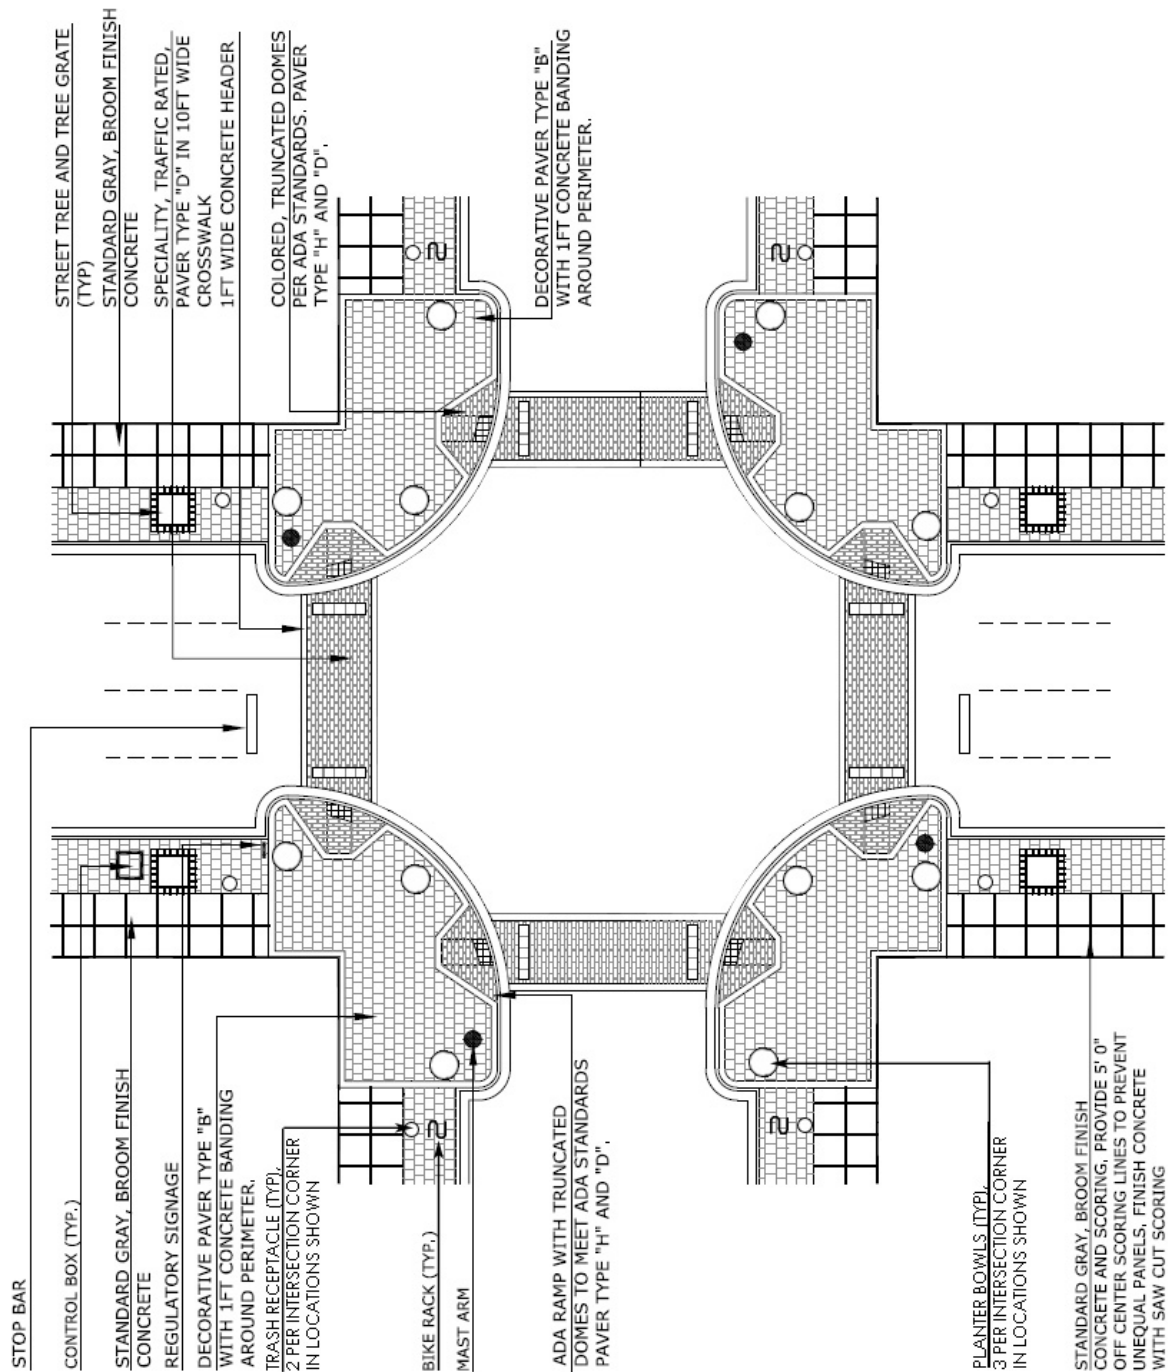 STREET TREE AND TREE GRATE
(TYP)
STANDARD GRAY, BROOM FINISH
CONCRETE
SPECIALITY, TRAFFIC RATED,
PAVER TYPE "D" IN 10FT WIDE
CROSSWALK
1FT WIDE CONCRETE HEADER
COLORED, TRUNCATED DOMES
PER ADA STANDARDS. PAVER
TYPE "H" AND "D".
DECORATIVE PAVER TYPE "B"
WITH 1FT CONCRETE BANDING
AROUND PERIMETER.
STOP BAR
CONTROL BOX (TYP.)
STANDARD GRAY, BROOM FINISH
CONCRETE
REGULATORY SIGNAGE
DECORATIVE PAVER TYPE "B"
WITH 1FT CONCRETE BANDING
AROUND PERIMETER.
TRASH RECEPTACLE (TYP),
2 PER INTERSECTION CORNER
IN LOCATIONS SHOWN
BIKE RACK (TYP.)
MAST ARM
ADA RAMP WITH TRUNCATED
DOMES TO MEET ADA STANDARDS
PAVER TYPE "H" AND "D".
PLANTER BOWLS (TYP),
3 PER INTERSECTION CORNER
IN LOCATIONS SHOWN
STANDARD GRAY, BROOM FINISH
CONCRETE AND SCORING, PROVIDE 5' 0"
OFF CENTER SCORING LINES TO PREVENT
UNEQUAL PANELS, FINISH CONCRETE
WITH SAW CUT SCORING